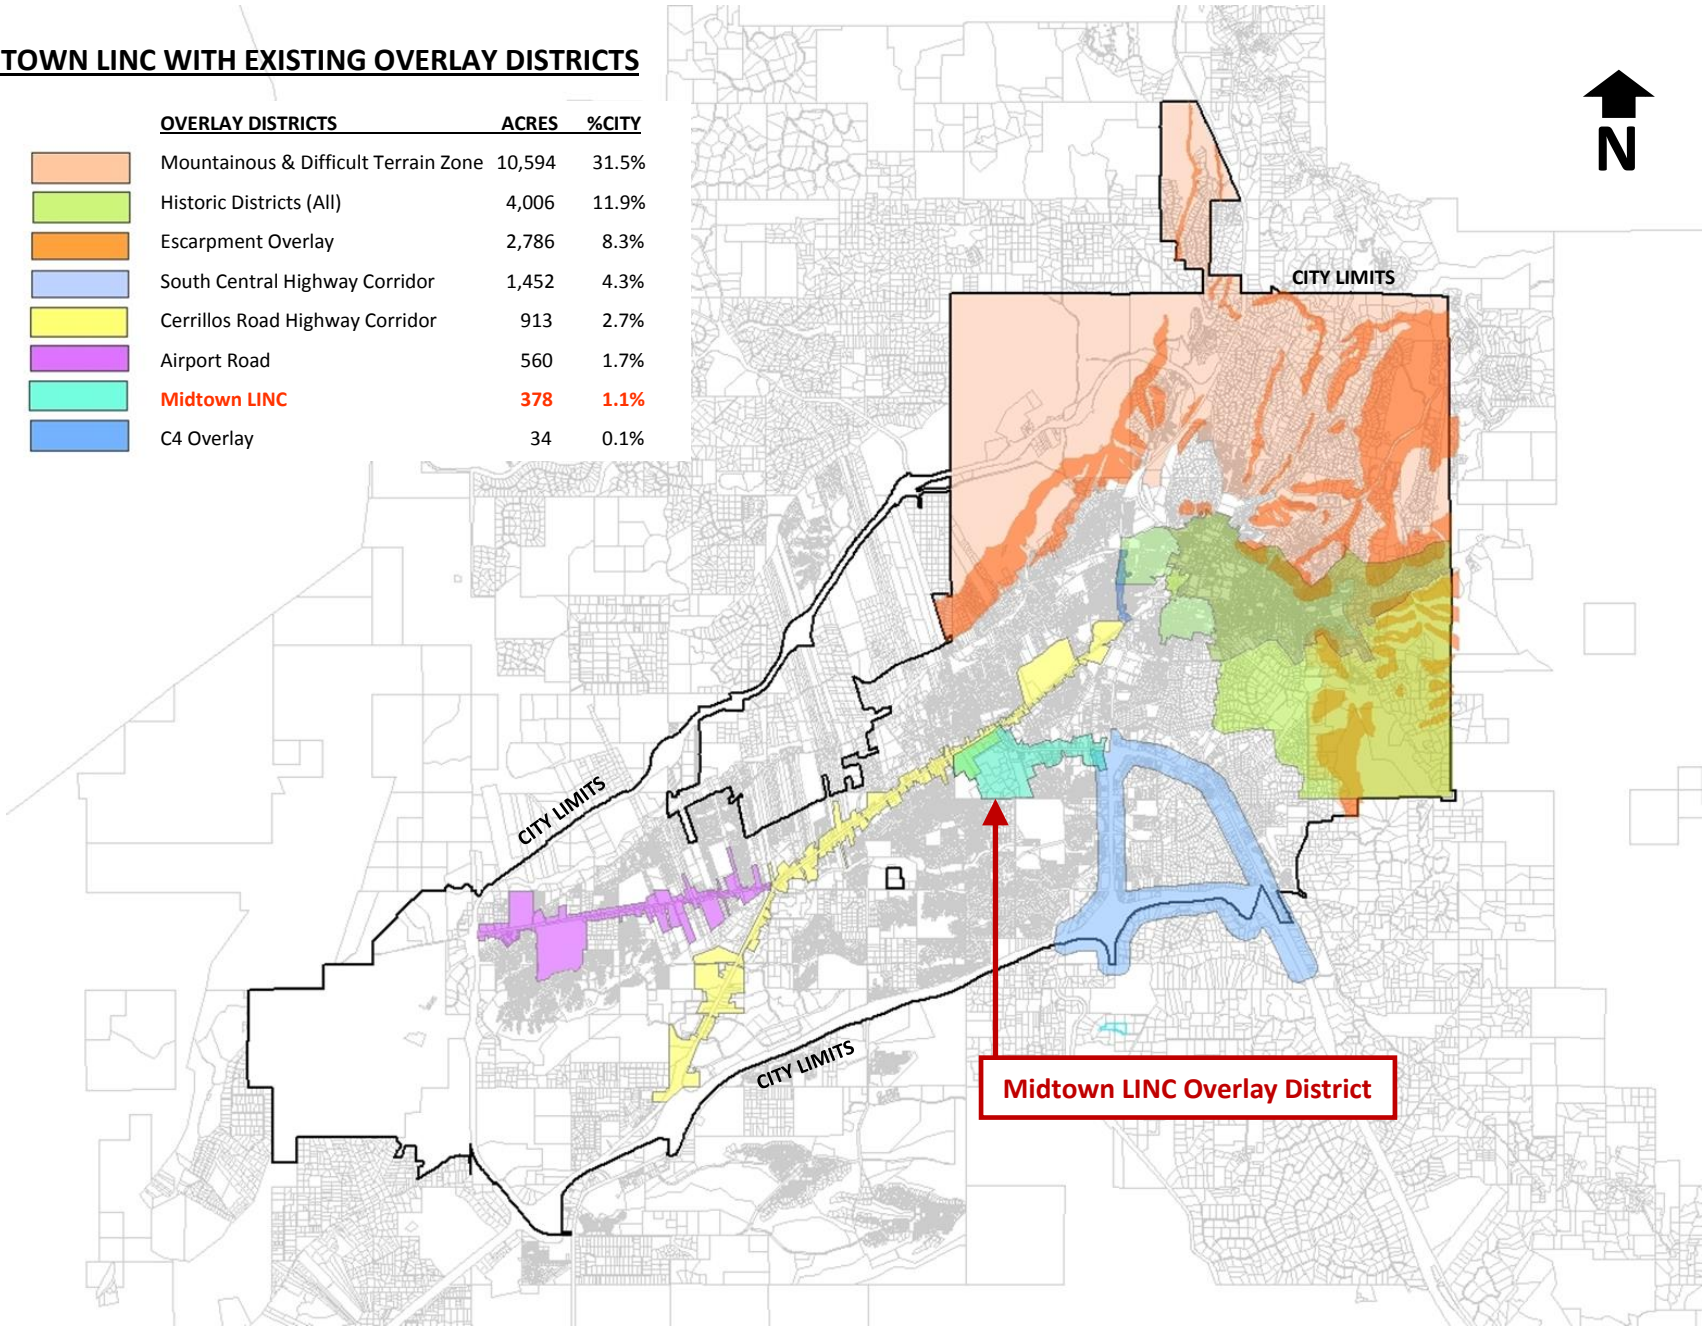 TOWN LINC WITH EXISTING OVERLAY DISTRICTS
OVERLAY DISTRICTS ACRES %CITY
Mountainous & Difficult Terrain Zone 10,594 31.5%
Historic Districts (All) 4,006 11.9%
Escarpment Overlay 2,786 8.3%
South Central Highway Corridor 1,452 4.3%
Cerrillos Road Highway Corridor 913 2.7%
Airport Road 560 1.7%
Midtown LINC 378 1.1%
C4 Overlay 34 0.1%
N
CITY LIMITS
CITY LIMITS
CITY LIMITS
Midtown LINC Overlay District